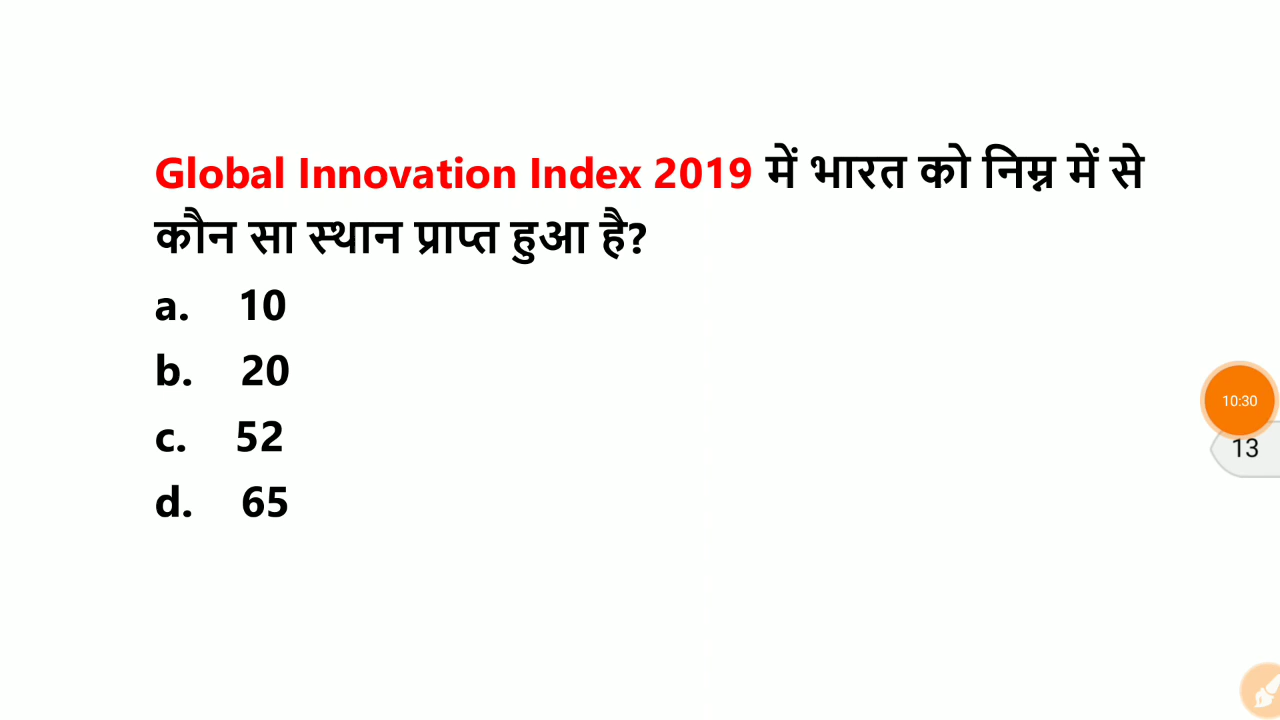 Global Innovation Index 2019 में भारत को निम्न में से
कौन सा स्थान प्राप्त हुआ है?
a. 10
b. 20
c. 52
d. 65
10:30
13